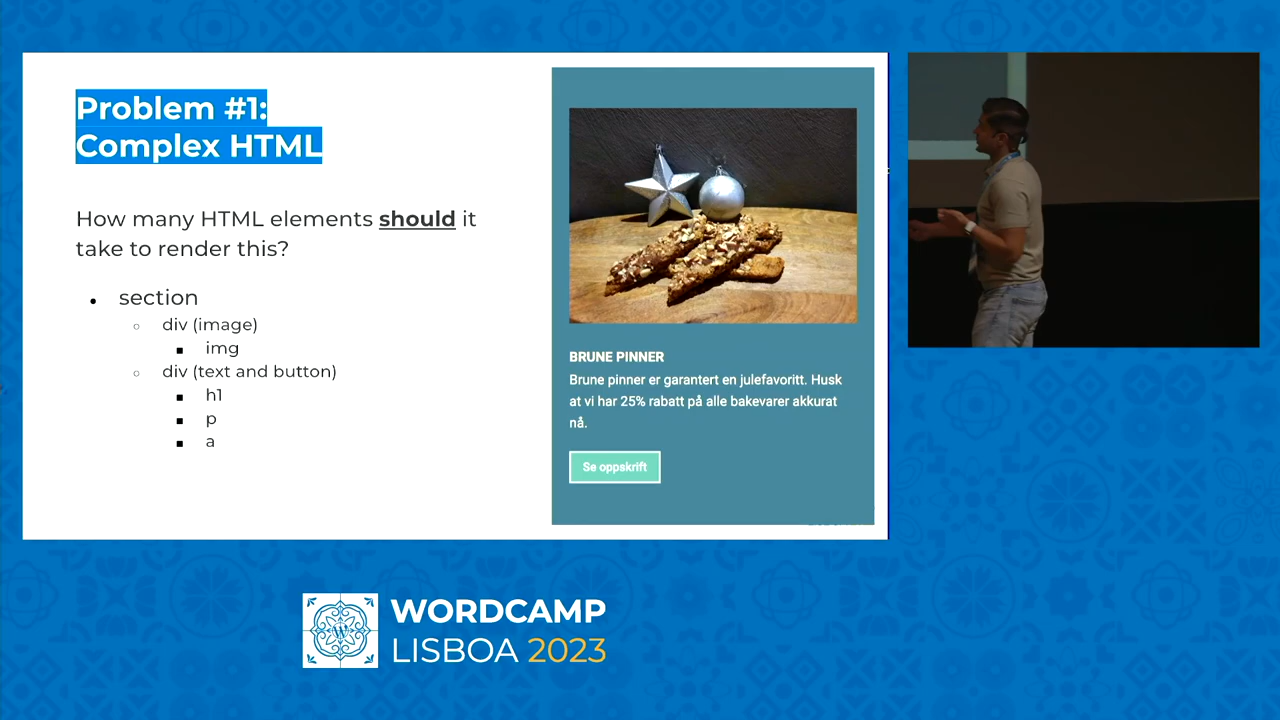 Problem #1:
Complex HTML
How many HTML elements should it
take to render this?
section
div (image)
img
div (text and button)
h1
p
a
BRUNE PINNER
Brune pinner er garantert en julefavoritt. Husk
at vi har 25% rabatt på alle bakevarer akkurat
nå.
Se oppskrift
WORDCAMP
LISBOA 2023